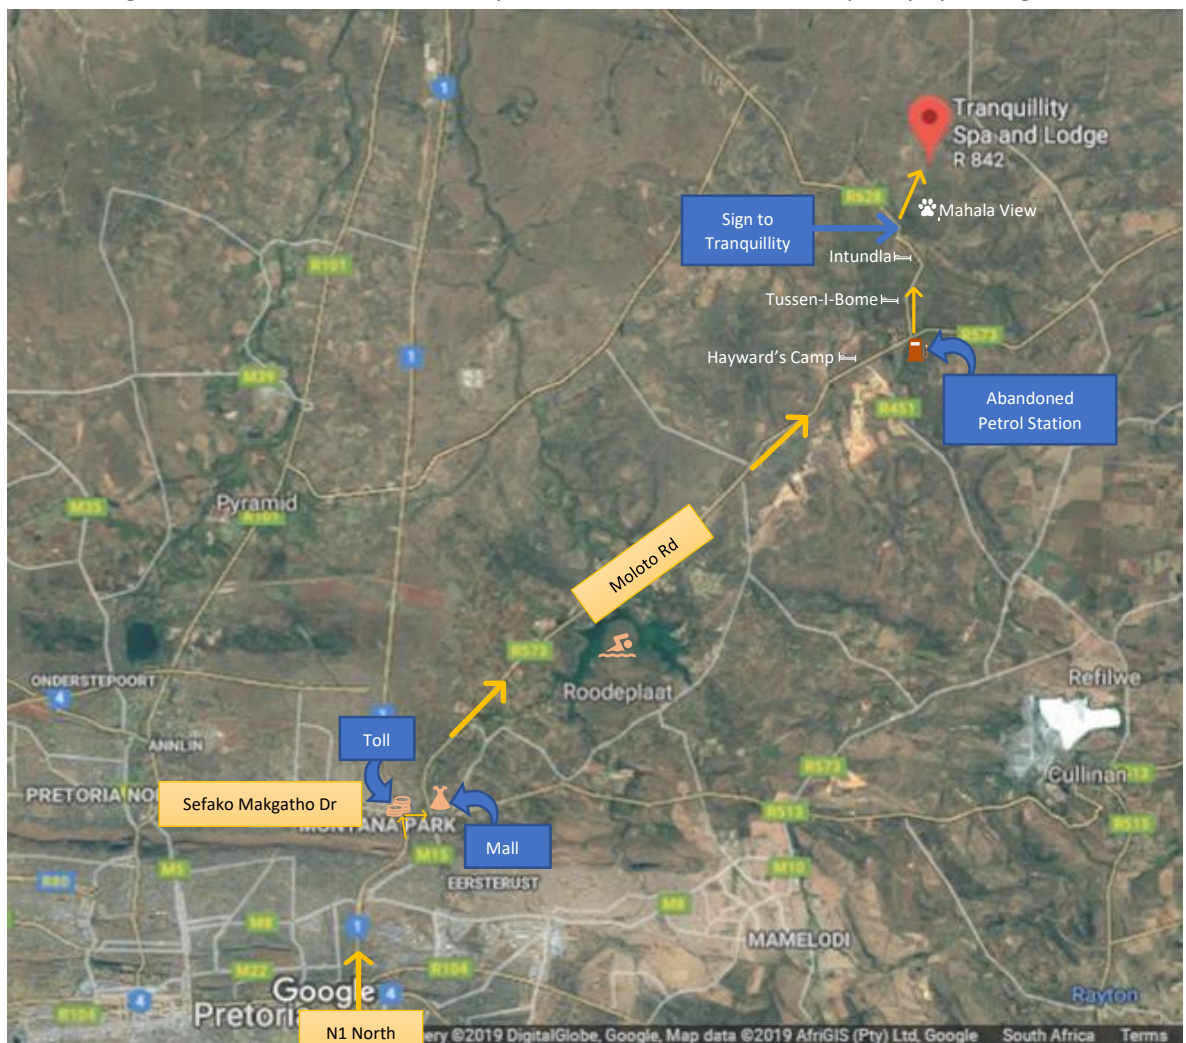 1
Tranquillity
Spa and Lodge
R 842
R628
Mahala View
Sign to
Tranquillity
Intundla
R101
Tussen-I-Bome
R573
Hayward's Camp
1
M39
Abandoned
Petrol Station
R451
Pyramid
M35
R101
Moloto Rd
R573
Roodeplaat
Refilwe
ONDERSTEPOORT
4
1
Toll
ANNLIN
R573
Cullinan
13
PRETORIA NO
Sefako Makgatho Dr
MONTANA PARK
R513
R515
Mall
M15
M5
M10
R80
EERSTERUST
M8
M8
1
MAMELODI
M22
R104
Google
4
4
Rayton
R104
Pretori
N1 North
ery ©2019 DigitalGlobe, Google, Map data ©2019 AfriGIS (Pty) Ltd, Google South Africa Terms